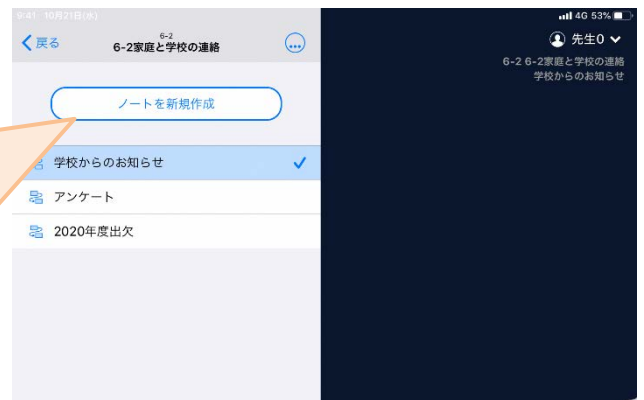 9:41 10月21日(水)
4G 53%
戻る
6-2
6-2家庭と学校の連絡
先生0
6-2 6-2家庭と学校の連絡
学校からのお知らせ
ノートを新規作成
学校からのお知らせ
アンケート
2020年度出欠